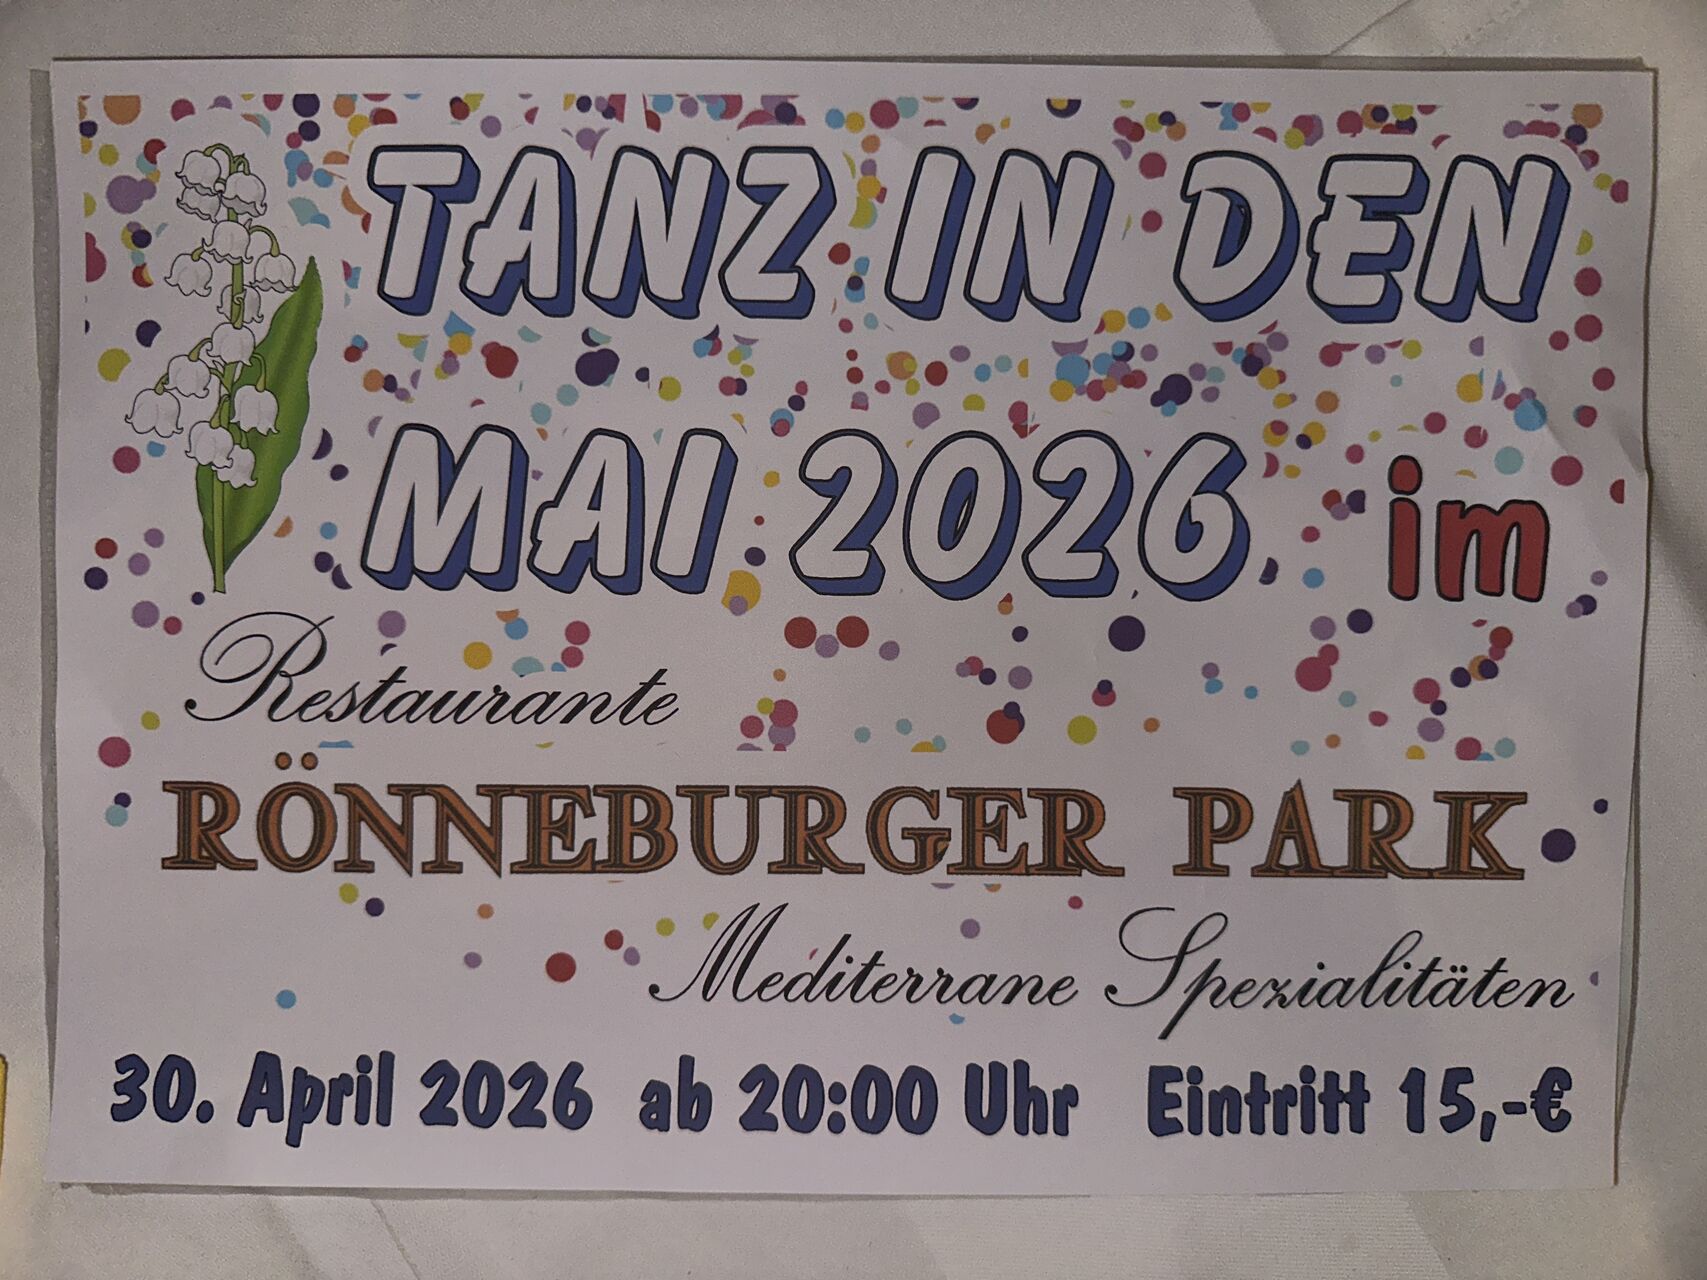 TANZ IN DEN
MAI 2026 im
Restaurante
RÖNNEBURGER PARK
Mediterrane Spezialitäten
30. April 2026 ab 20:00 Uhr Eintritt 15,-€